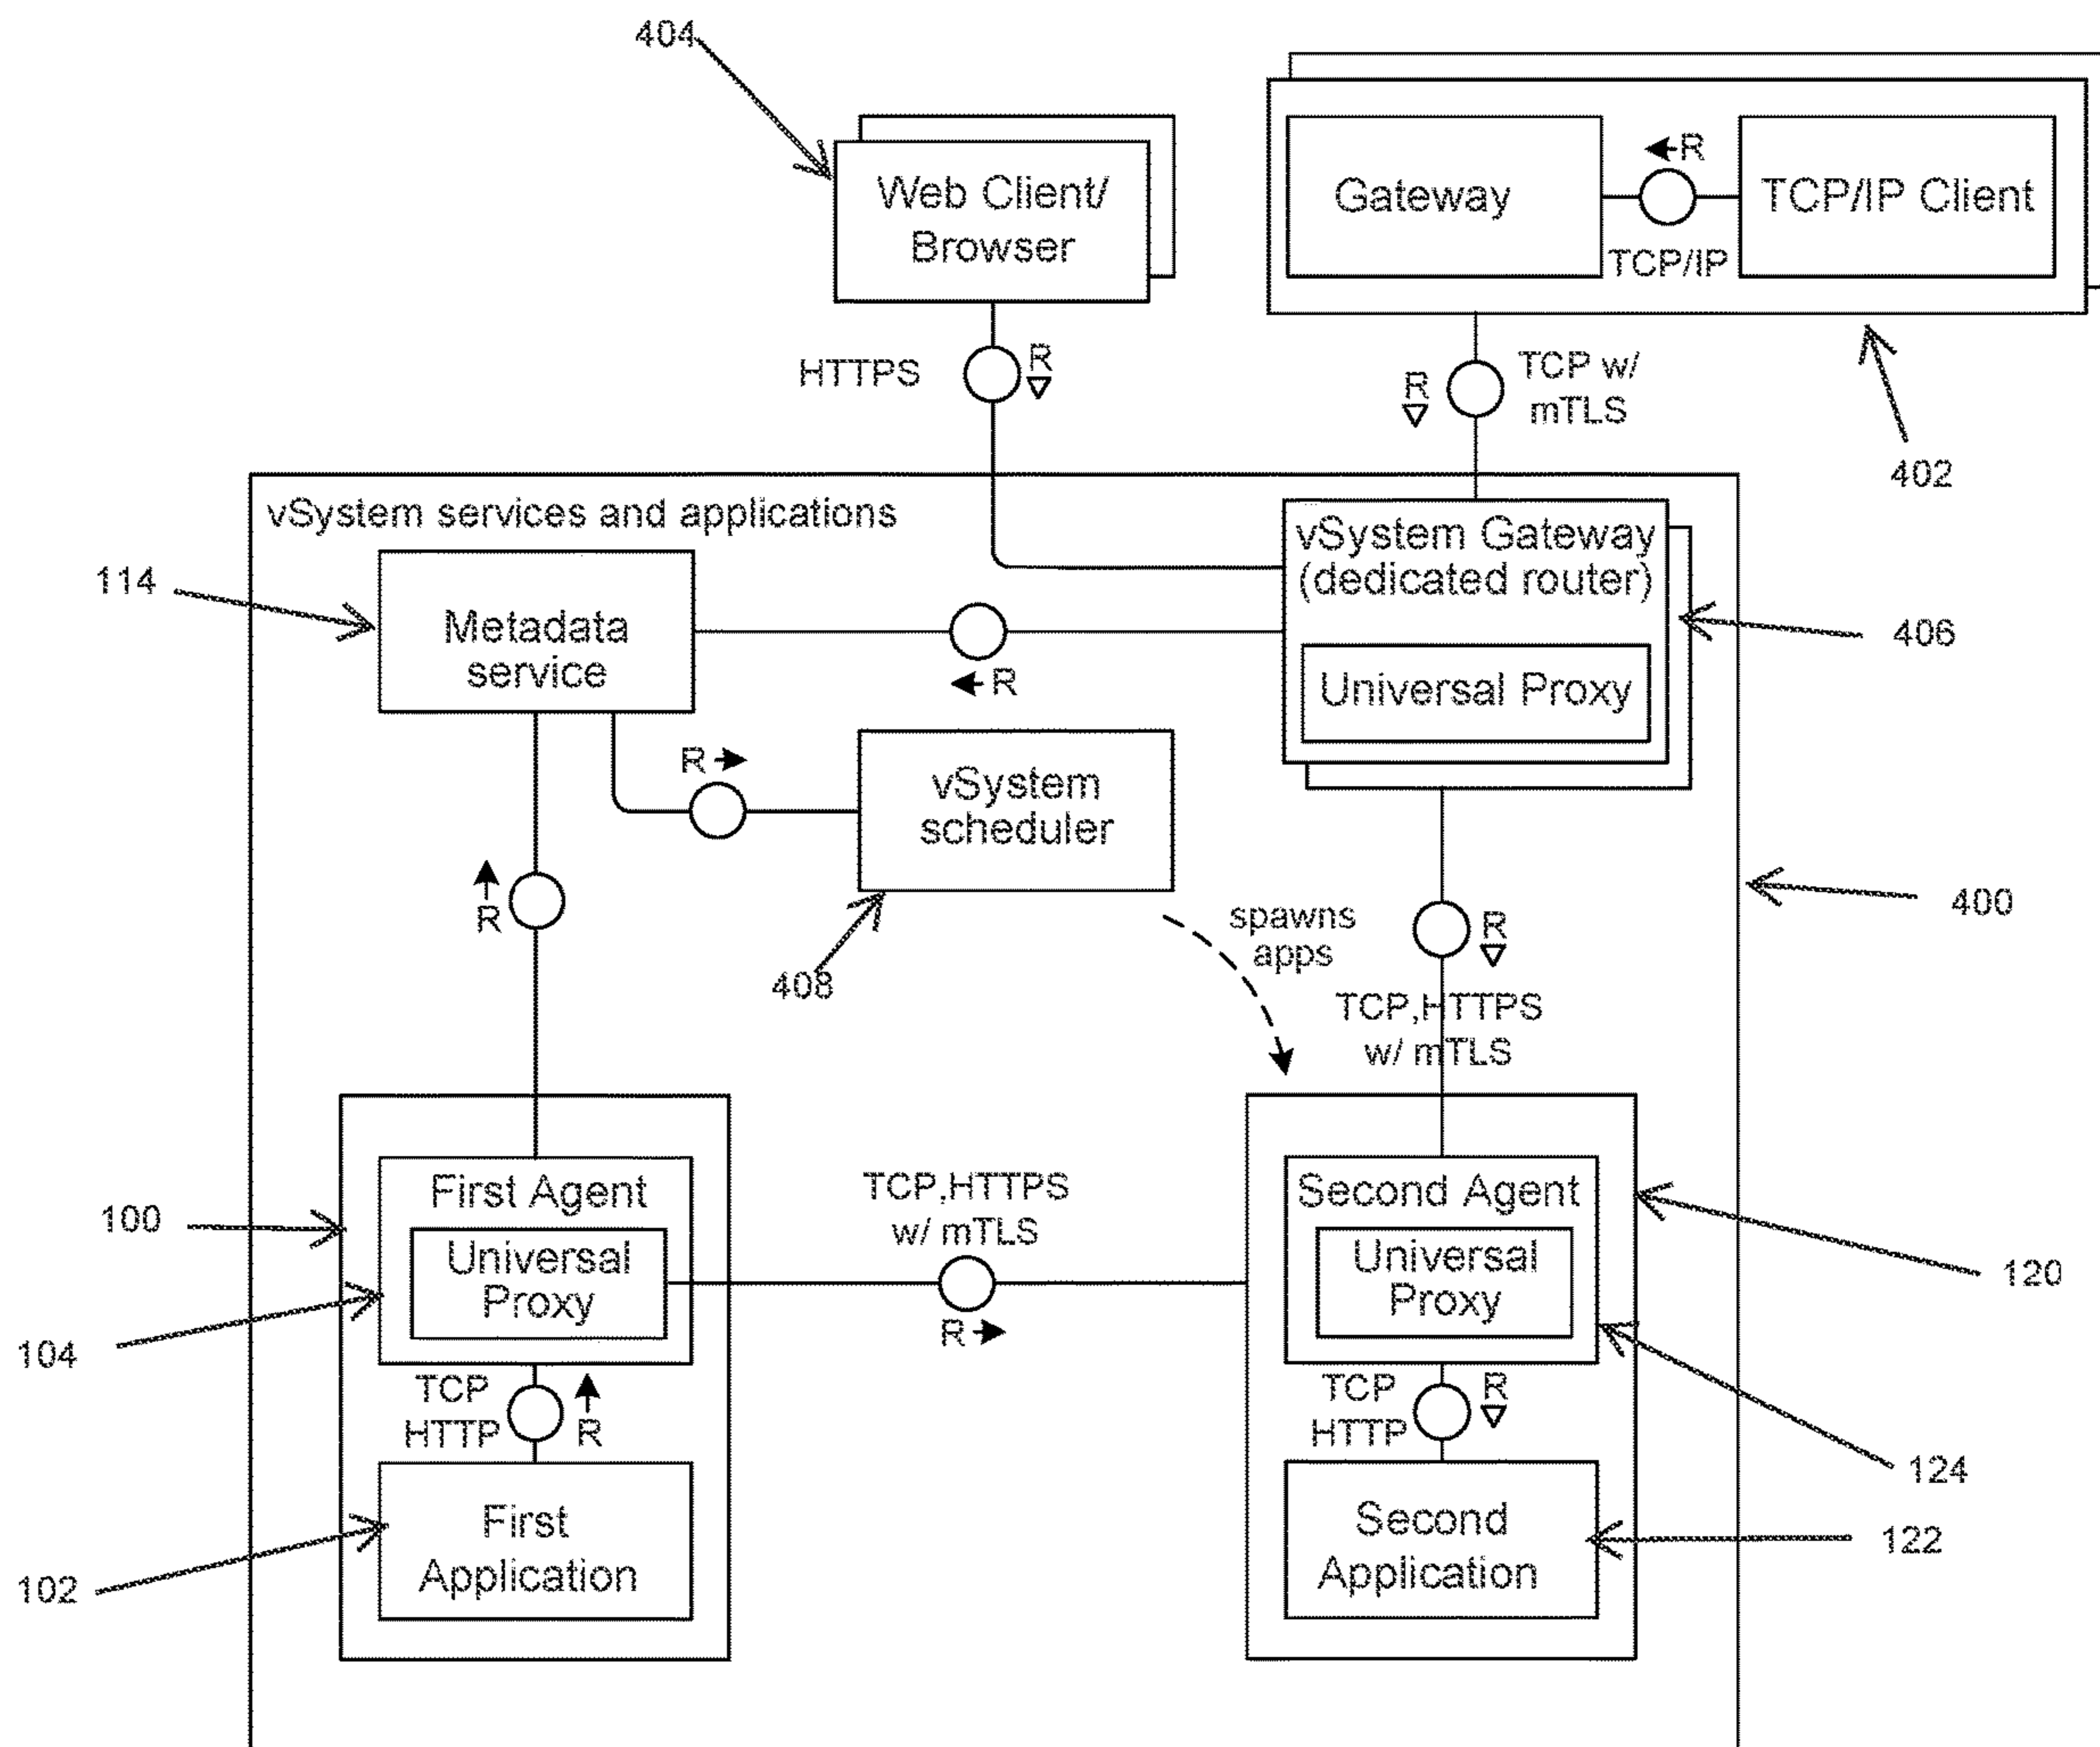 404
Web Client/
Browser
Gateway
R
TCP/IP
TCP/IP Client
HTTPS
R
R
TCP w/
mTLS
402
vSystem services and applications
114
Metadata
service
vSystem Gateway
(dedicated router)
Universal Proxy
406
R
R
vSystem
scheduler
408
R
spawns
apps
R
TCP,HTTPS
w/ mTLS
400
100
First Agent
Universal
Proxy
104
TCP
HTTP
R
First
Application
102
TCP,HTTPS
w/ mTLS
R
Second Agent
Universal
Proxy
120
TCP
HTTP
R
124
Second
Application
122